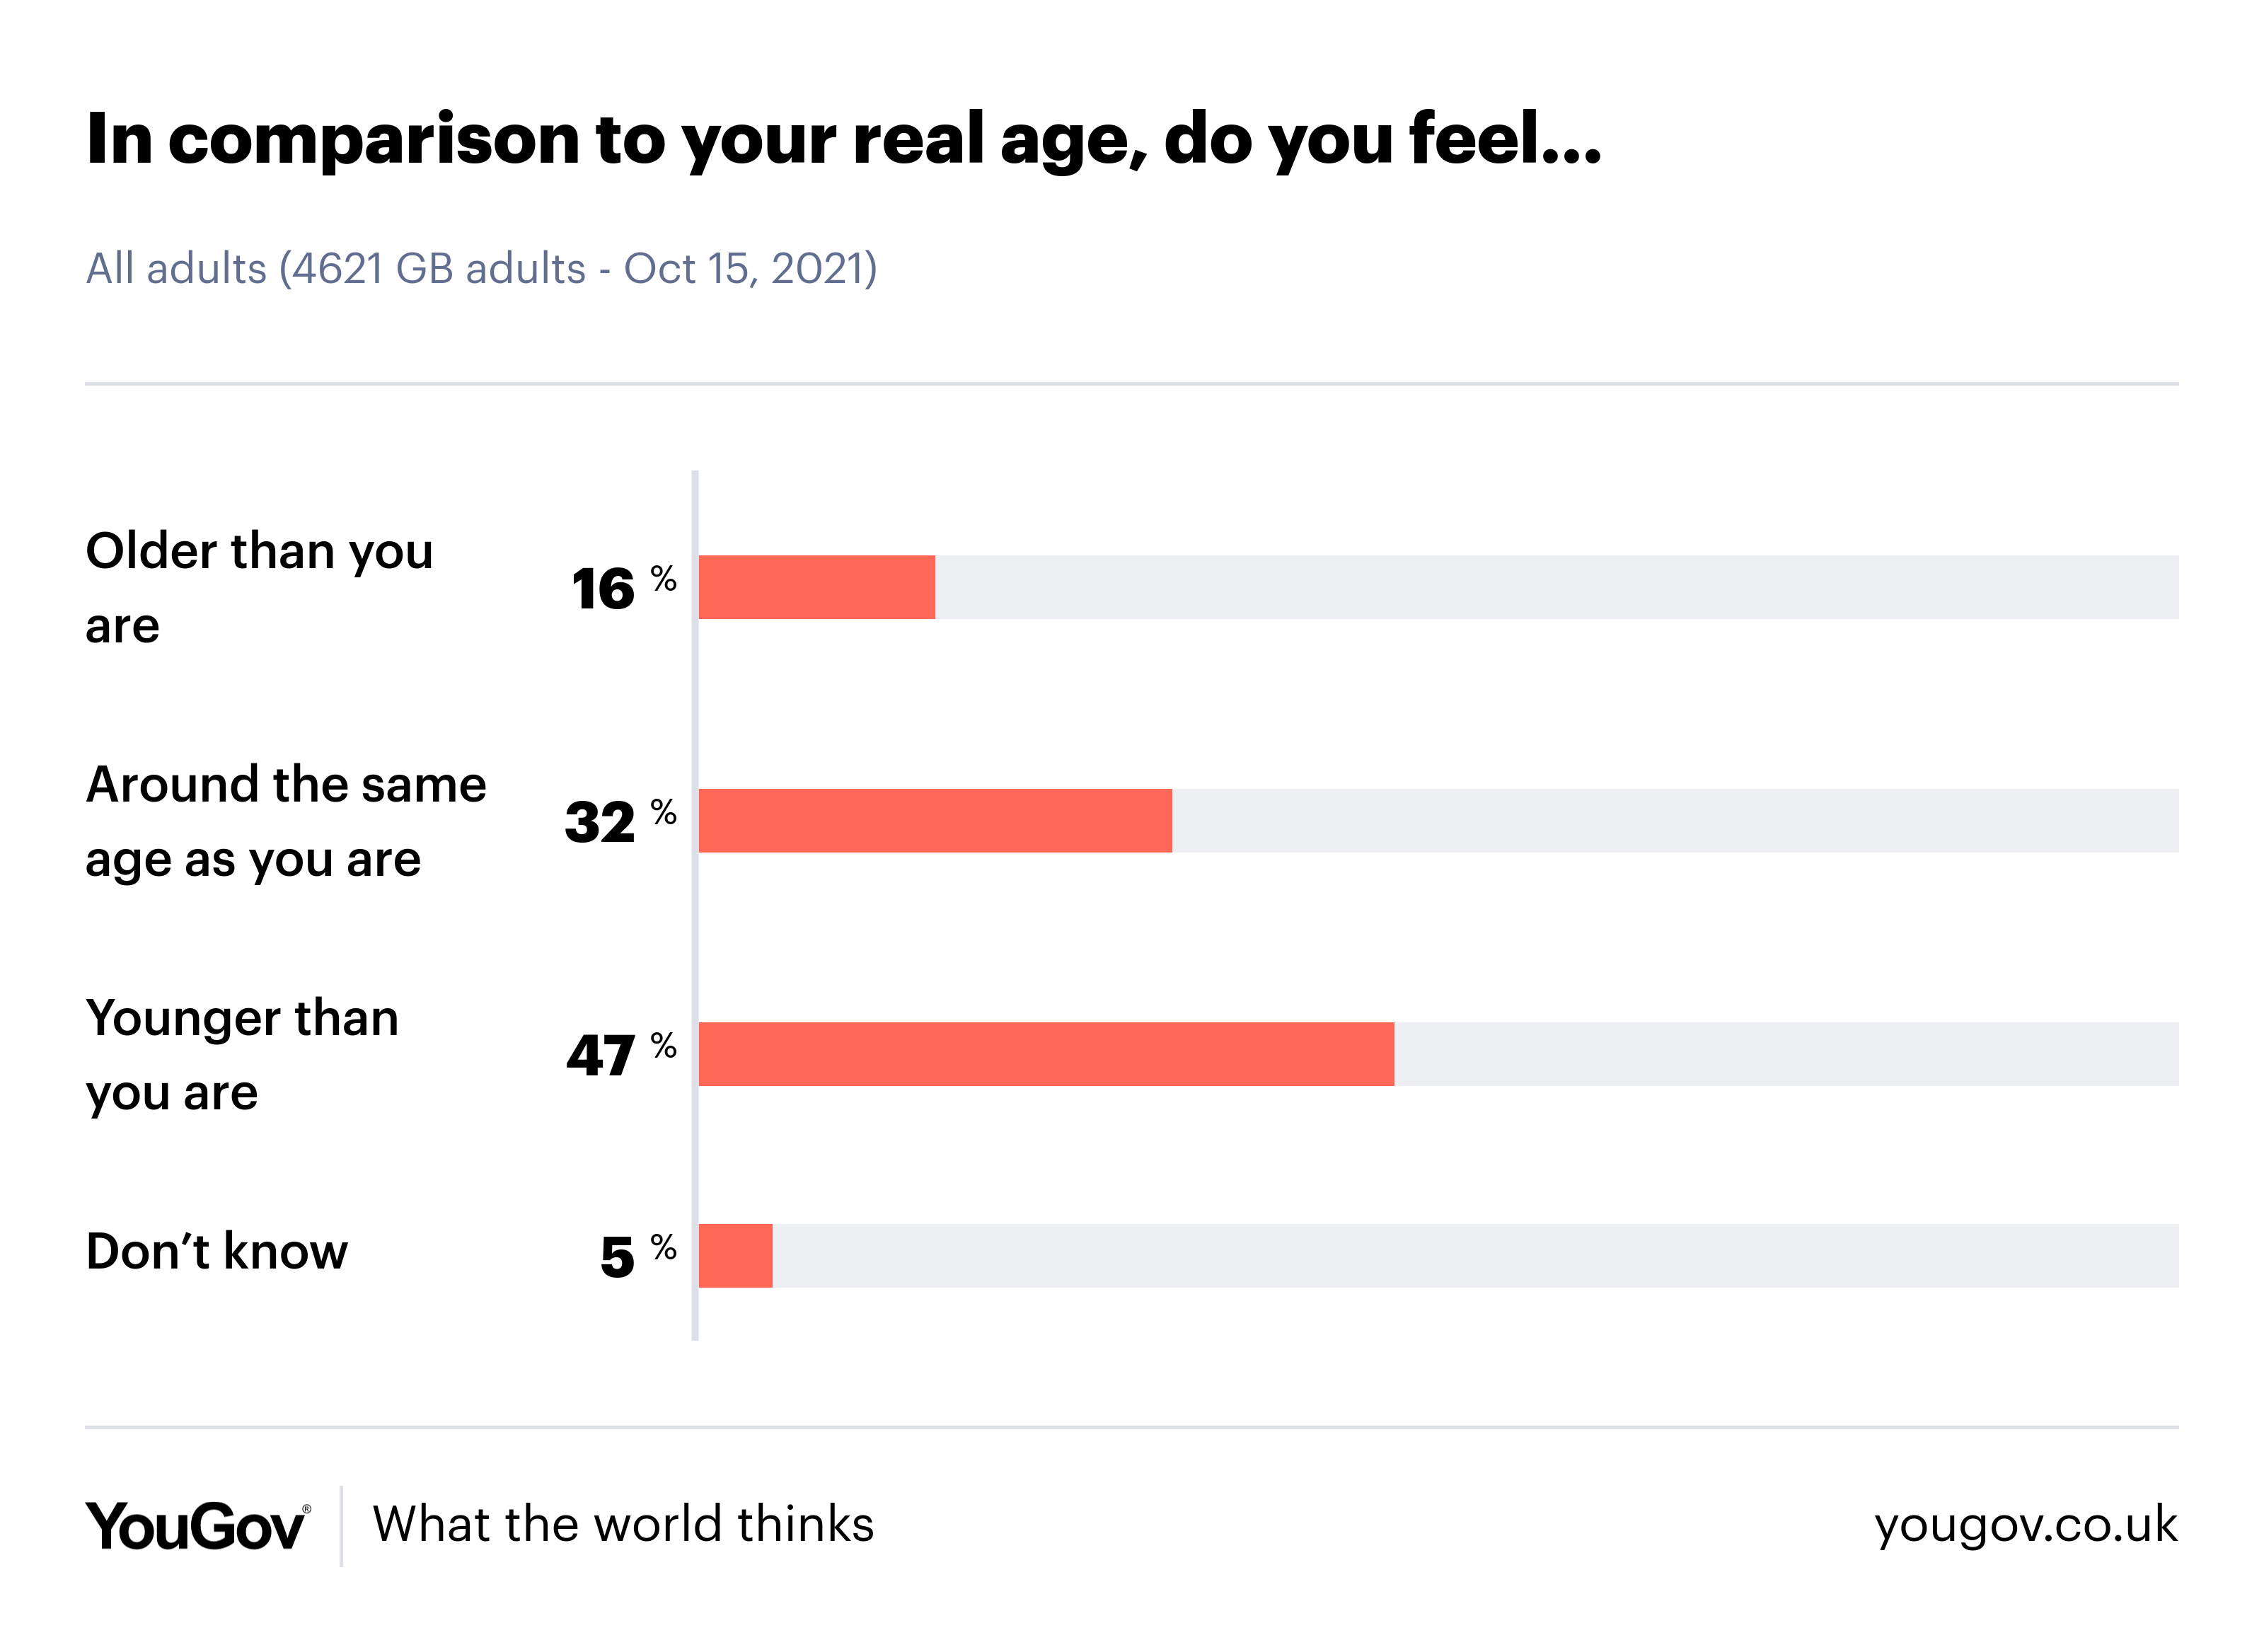 In comparison to your real age, do you feel...
All adults (4621 GB adults - Oct 15, 2021)
Older than you
are
16 %
Around the same
age as you are
32 %
Younger than
you are
47 %
Don’t know
5 %
YouGov® What the world thinks
yougov.co.uk